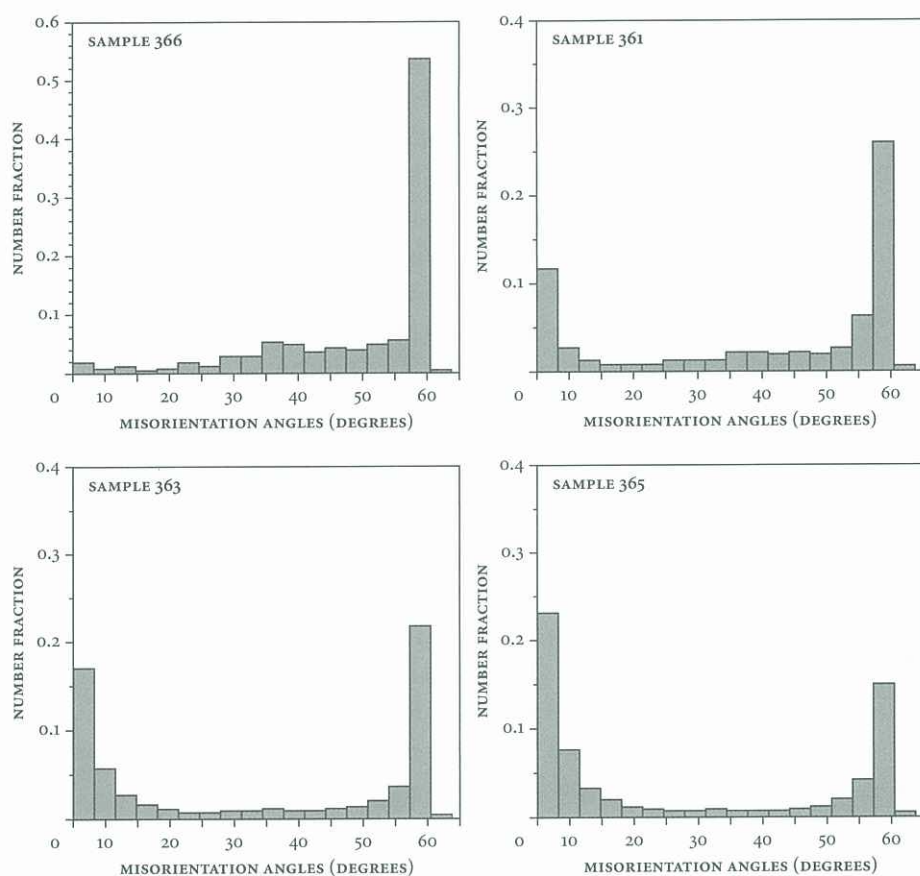 SAMPLE 366
0.6
0.5
0.4
0.3
0.2
0.1
NUMBER FRACTION
0 10 20 30 40 50 60
MISORIENTATION ANGLES (DEGREES)
SAMPLE 361
0.4
0.3
0.2
0.1
NUMBER FRACTION
0 10 20 30 40 50 60
MISORIENTATION ANGLES (DEGREES)
SAMPLE 363
0.4
0.3
0.2
0.1
NUMBER FRACTION
0 10 20 30 40 50 60
MISORIENTATION ANGLES (DEGREES)
SAMPLE 365
0.4
0.3
0.2
0.1
NUMBER FRACTION
0 10 20 30 40 50 60
MISORIENTATION ANGLES (DEGREES)